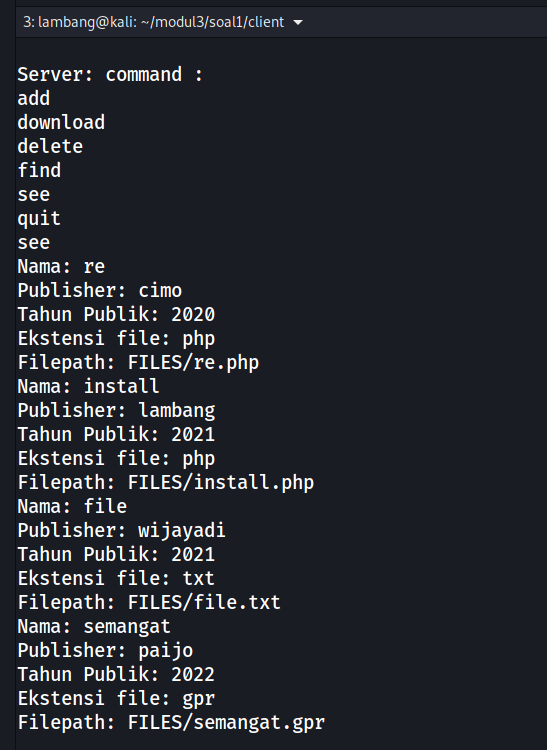 3: lambang@kali: ~/modul3/soal1/client
Server: command :
add
download
delete
find
see
quit
see
Nama: re
Publisher: cimo
Tahun Publik: 2020
Ekstensi file: php
Filepath: FILES/re.php
Nama: install
Publisher: lambang
Tahun Publik: 2021
Ekstensi file: php
Filepath: FILES/install.php
Nama: file
Publisher: wijayadi
Tahun Publik: 2021
Ekstensi file: txt
Filepath: FILES/file.txt
Nama: semangat
Publisher: paijo
Tahun Publik: 2022
Ekstensi file: gpr
Filepath: FILES/semangat.gpr